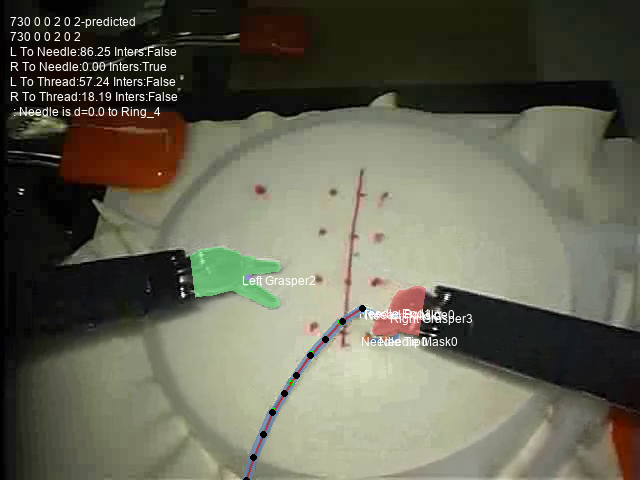 730 0 0 2 0 2-predicted
730 0 0 2 0 2
L To Needle:86.25 Inters:False
R To Needle:0.00 Inters:True
L To Thread:57.24 Inters:False
R To Thread:18.19 Inters:False
: Needle is d=0.0 to Ring_4
Left Grasper2
Right Grasper3